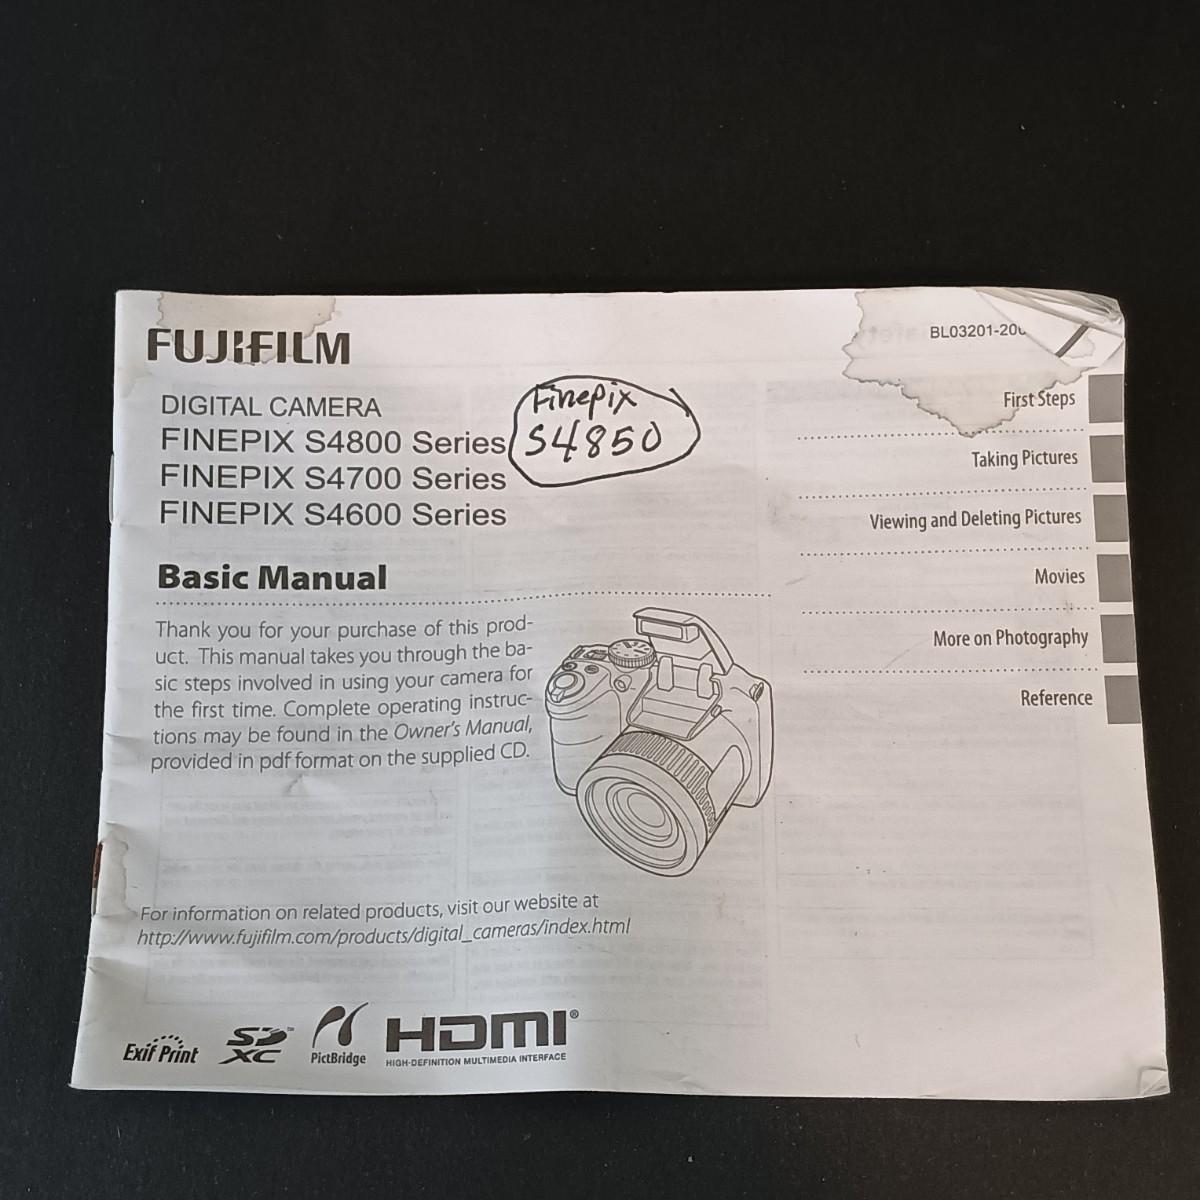 FUJIFILM
BL03201-20
DIGITAL CAMERA
FINEPIX S4800 Series
FINEPIX S4700 Series
FINEPIX S4600 Series
Finepix
S4850
Basic Manual
Thank you for your purchase of this prod-
uct. This manual takes you through the ba-
sic steps involved in using your camera for
the first time. Complete operating instruc-
tions may be found in the Owner's Manual,
provided in pdf format on the supplied CD.
First Steps
Taking Pictures
Viewing and Deleting Pictures
Movies
More on Photography
Reference
For information on related products, visit our website at
http://www.fujifilm.com/products/digital_cameras/index.html
Exif Print
SD XC™
PictBridge
HDMI®
HIGH-DEFINITION MULTIMEDIA INTERFACE